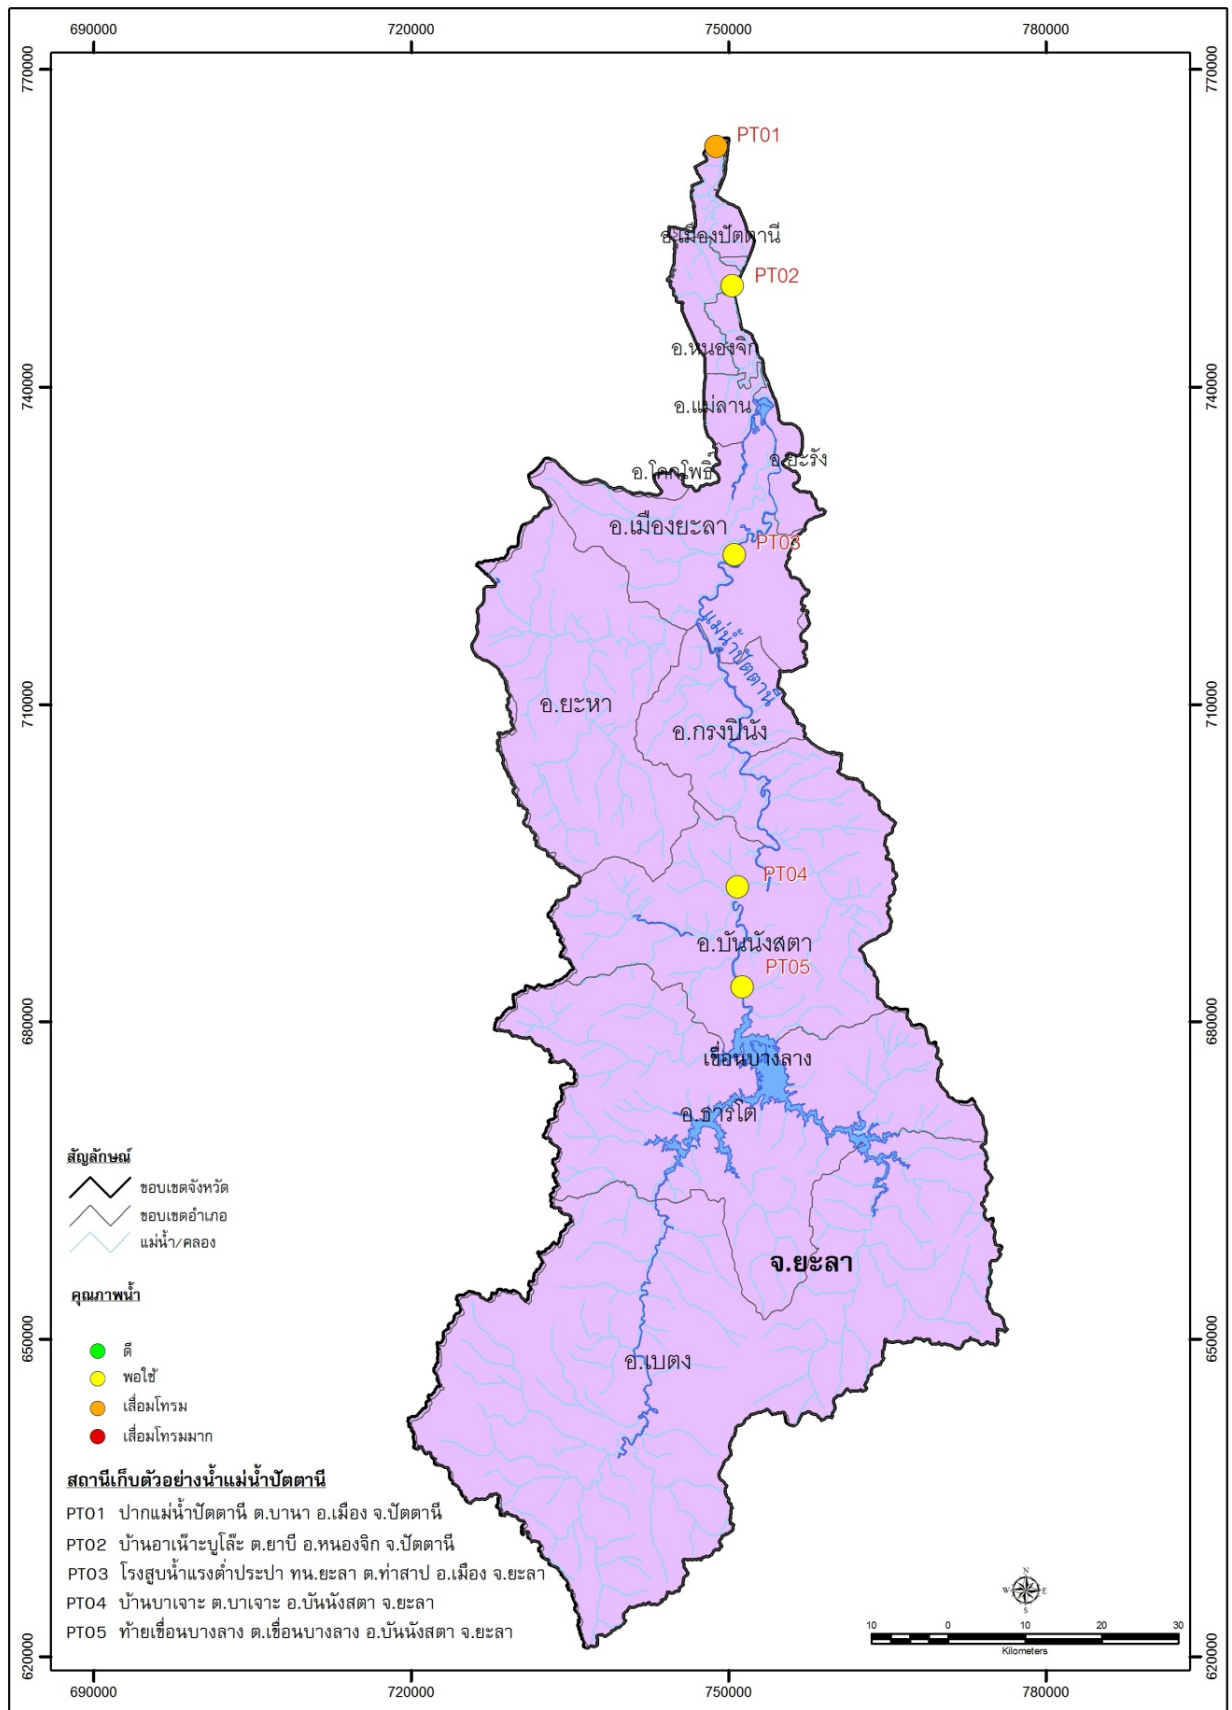 690000 720000 750000 780000
770000 770000
PT01
อ.เมืองปัตตานี
PT02
อ.หนองจิก
740000 740000
อ.แม่ลาน
อ.โคกโพธิ์ อ.ยะรัง
อ.เมืองยะลา
PT03
แม่น้ำปัตตานี
710000 710000
อ.ยะหา
อ.กรงปินัง
PT04
อ.บันนังสตา
PT05
680000 680000
เขื่อนบางลาง
อ.ธารโต
จ.ยะลา
650000 650000
อ.เบตง
สัญลักษณ์
ขอบเขตจังหวัด
ขอบเขตอำเภอ
แม่น้ำ/คลอง
คุณภาพน้ำ
ดี
พอใช้
เสื่อมโทรม
เสื่อมโทรมมาก
สถานีเก็บตัวอย่างน้ำแม่น้ำปัตตานี
PT01 ปากแม่น้ำปัตตานี ต.บานา อ.เมือง จ.ปัตตานี
PT02 บ้านอาเน๊าะบูโล๊ะ ต.ยาบี อ.หนองจิก จ.ปัตตานี
PT03 โรงสูบน้ำแรงต่ำประปา ทน.ยะลา ต.ท่าสาป อ.เมือง จ.ยะลา
PT04 บ้านบาเจาะ ต.บาเจาะ อ.บันนังสตา จ.ยะลา
PT05 ท้ายเขื่อนบางลาง ต.เขื่อนบางลาง อ.บันนังสตา จ.ยะลา
N
W E
S
10 0 10 20 30
Kilometers
620000 620000
690000 720000 750000 780000